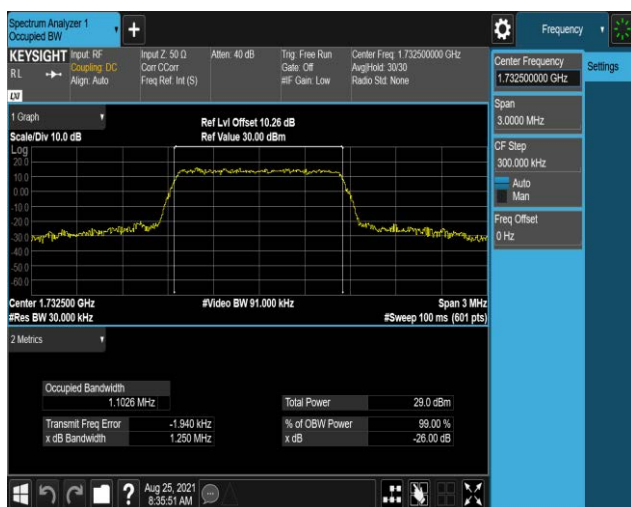 Spectrum Analyzer 1
Occupied BW
+
Frequency
KEYSIGHT
Input: RF
Coupling: DC
Align: Auto
Input Z: 50 Ω
Corr CCorr
Freq Ref: Int (S)
Atten: 40 dB
Trig: Free Run
Gate: Off
#IF Gain: Low
Center Freq: 1.732500000 GHz
Avg|Hold: 30/30
Radio Std: None
RL
LXI
Center Frequency
1.732500000 GHz
Settings
Span
3.0000 MHz
CF Step
300.000 kHz
Auto
Man
Freq Offset
0 Hz
1 Graph
Scale/Div 10.0 dB
Ref Lvl Offset 10.26 dB
Ref Value 30.00 dBm
Log
20.0
10.0
0.00
-10.0
-20.0
-30.0
-40.0
-50.0
-60.0
Center 1.732500 GHz
#Res BW 30.000 kHz
#Video BW 91.000 kHz
Span 3 MHz
#Sweep 100 ms (601 pts)
2 Metrics
Occupied Bandwidth
1.1026 MHz
Total Power 29.0 dBm
Transmit Freq Error -1.940 kHz
% of OBW Power 99.00 %
x dB Bandwidth 1.250 MHz
x dB -26.00 dB
?
Aug 25, 2021
8:35:51 AM